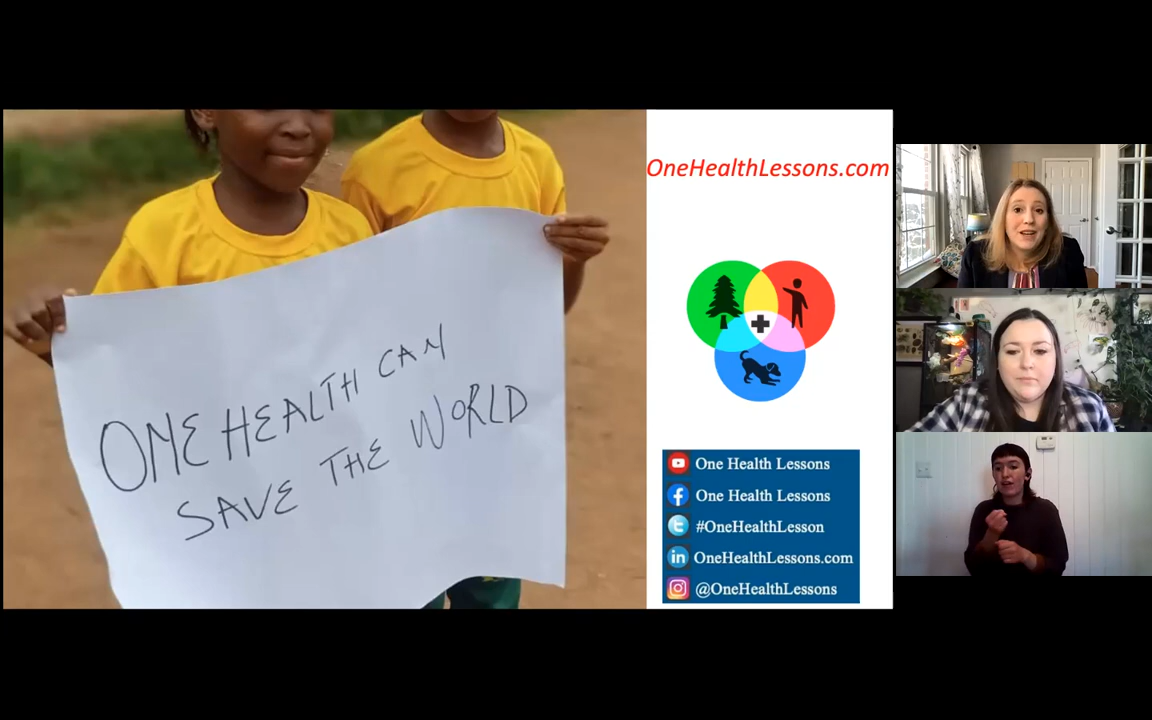 ONE HEALTH CAN
SAVE THE WORLD
OneHealthLessons.com
One Health Lessons
One Health Lessons
#OneHealthLesson
OneHealthLessons.com
@OneHealthLessons